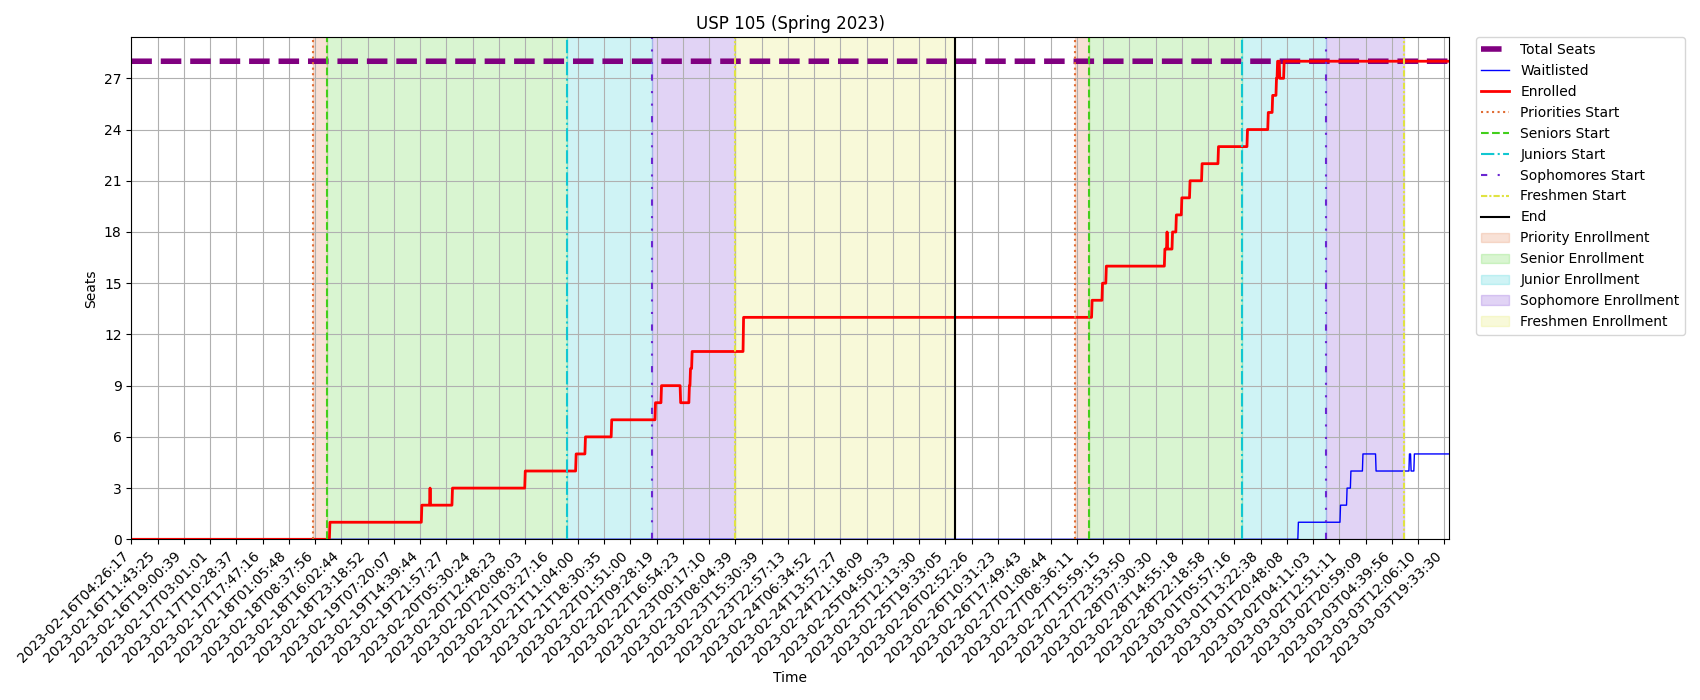 USP 105 (Spring 2023)
Seats
27
24
21
18
15
12
9
6
3
0
2023-02-16T04:26:17
2023-02-16T11:43:25
2023-02-16T19:00:39
2023-02-17T03:01:01
2023-02-17T10:28:37
2023-02-17T17:47:16
2023-02-18T01:05:48
2023-02-18T08:37:56
2023-02-18T16:02:44
2023-02-18T23:18:52
2023-02-19T07:20:07
2023-02-19T14:39:44
2023-02-19T21:57:27
2023-02-20T05:30:24
2023-02-20T12:48:23
2023-02-20T20:08:03
2023-02-21T03:27:16
2023-02-21T11:04:00
2023-02-21T18:30:35
2023-02-22T01:51:00
2023-02-22T09:28:19
2023-02-22T16:54:23
2023-02-23T00:17:10
2023-02-23T08:04:39
2023-02-23T15:30:39
2023-02-23T22:57:13
2023-02-24T06:34:52
2023-02-24T13:57:27
2023-02-24T21:18:09
2023-02-25T04:50:33
2023-02-25T12:13:30
2023-02-25T19:33:05
2023-02-26T02:52:26
2023-02-26T10:31:23
2023-02-26T17:49:43
2023-02-27T01:08:44
2023-02-27T08:36:11
2023-02-27T15:59:15
2023-02-27T23:53:50
2023-02-28T07:30:30
2023-02-28T14:55:18
2023-02-28T22:18:58
2023-03-01T05:57:16
2023-03-01T13:22:38
2023-03-01T20:48:08
2023-03-02T04:11:03
2023-03-02T12:51:11
2023-03-02T20:59:09
2023-03-03T04:39:56
2023-03-03T12:06:10
2023-03-03T19:33:30
Time
Total Seats
Waitlisted
Enrolled
Priorities Start
Seniors Start
Juniors Start
Sophomores Start
Freshmen Start
End
Priority Enrollment
Senior Enrollment
Junior Enrollment
Sophomore Enrollment
Freshmen Enrollment